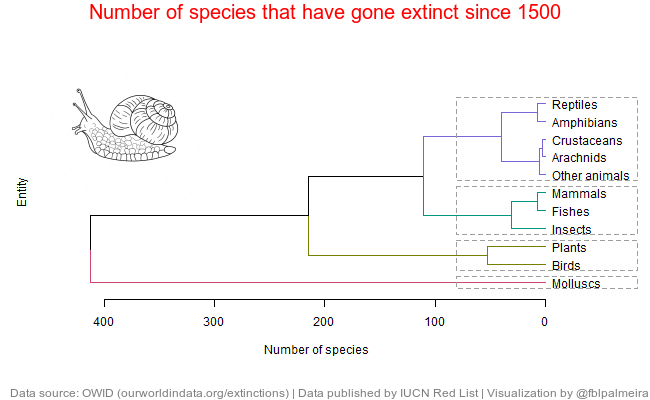 Number of species that have gone extinct since 1500
Reptiles
Amphibians
Crustaceans
Arachnids
Other animals
Mammals
Fishes
Insects
Plants
Birds
Molluscs
Entity
400 300 200 100 0
Number of species
Data source: OWID (ourworldindata.org/extinctions) | Data published by IUCN Red List | Visualization by @fblpalmeira